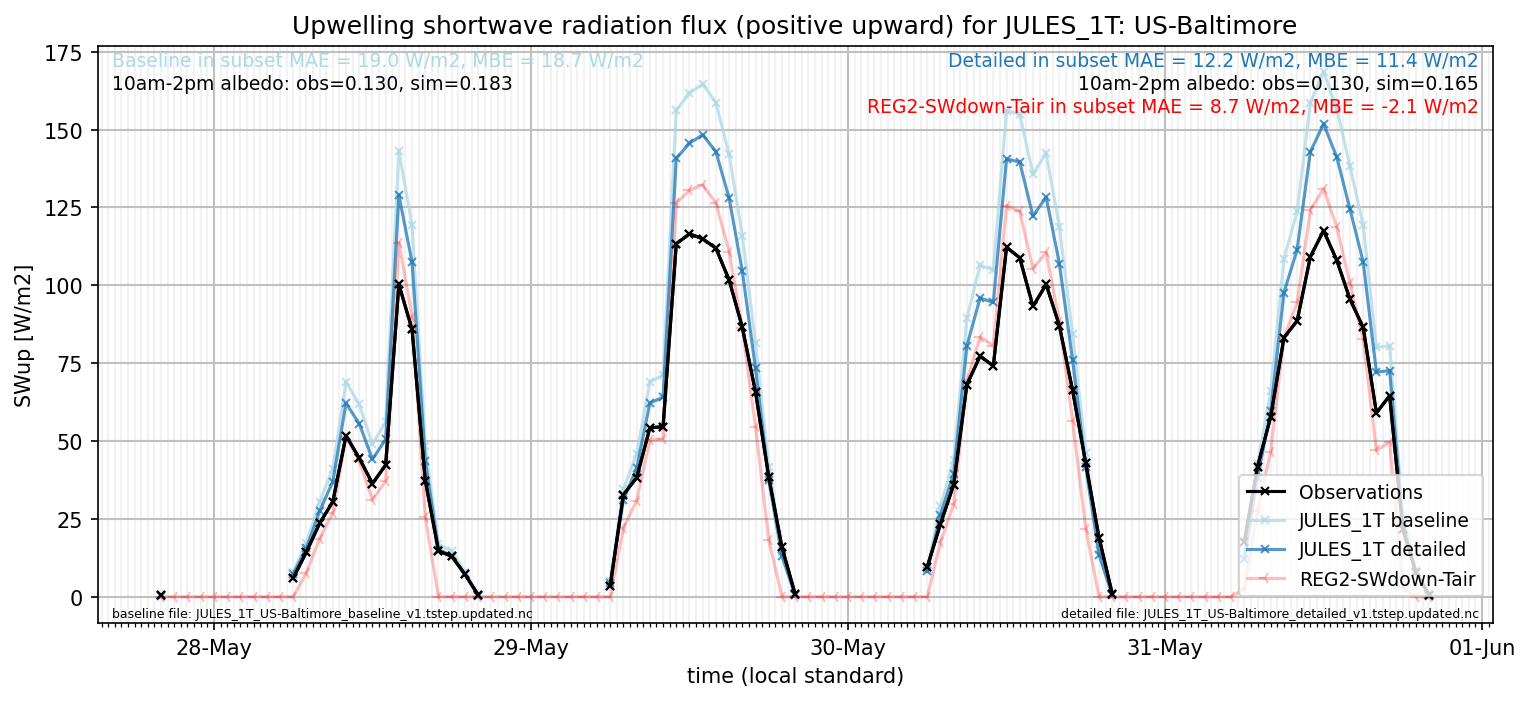 Upwelling shortwave radiation flux (positive upward) for JULES_1T: US-Baltimore
Baseline in subset MAE = 19.0 W/m2, MBE = 18.7 W/m2
10am-2pm albedo: obs=0.130, sim=0.183
Detailed in subset MAE = 12.2 W/m2, MBE = 11.4 W/m2
10am-2pm albedo: obs=0.130, sim=0.165
REG2-SWdown-Tair in subset MAE = 8.7 W/m2, MBE = -2.1 W/m2
SWup [W/m2]
175
150
125
100
75
50
25
0
Observations
JULES_1T baseline
JULES_1T detailed
REG2-SWdown-Tair
baseline file: JULES_1T_US-Baltimore_baseline_v1.tstep.updated.nc
detailed file: JULES_1T_US-Baltimore_detailed_v1.tstep.updated.nc
28-May
29-May
30-May
31-May
01-Jun
time (local standard)